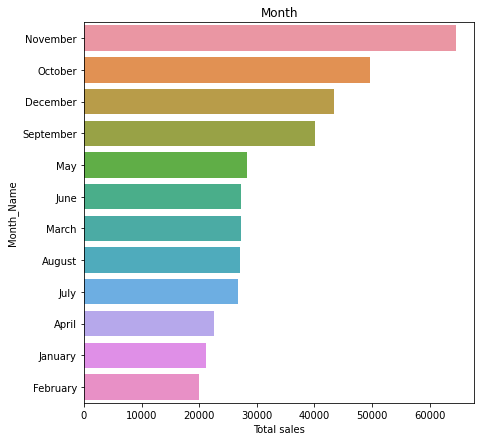 Month
November
October
December
September
May
June
March
August
July
April
January
February
Month_Name
0 10000 20000 30000 40000 50000 60000
Total sales